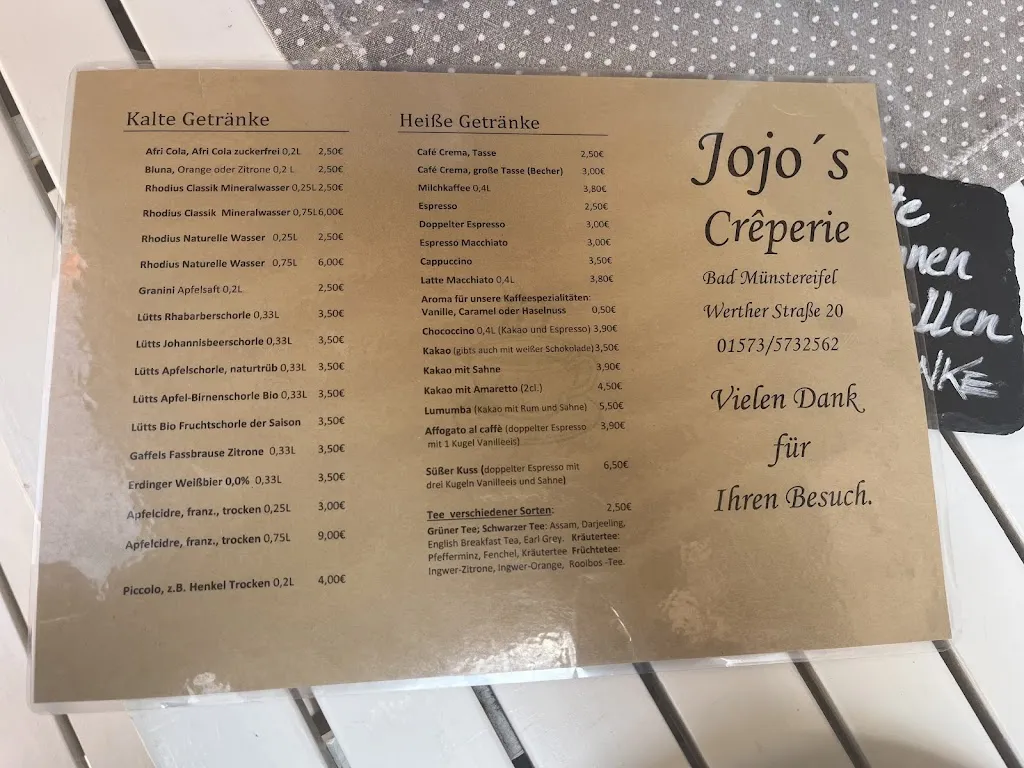 Kalte Getränke
Afri Cola, Afri Cola zuckerfrei 0,2L 2,50€
Bluna, Orange oder Zitrone 0,2 L 2,50€
Rhodius Classik Mineralwasser 0,25L 2,50€
Rhodius Classik Mineralwasser 0,75L 6,00€
Rhodius Naturelle Wasser 0,25L 2,50€
Rhodius Naturelle Wasser 0,75L 6,00€
Granini Apfelsaft 0,2L 2,50€
Lütts Rhabarberschorle 0,33L 3,50€
Lütts Johannisbeerschorle 0,33L 3,50€
Lütts Apfelschorle, naturtrüb 0,33L 3,50€
Lütts Apfel-Birnenschorle Bio 0,33L 3,50€
Lütts Bio Fruchtschorle der Saison 3,50€
Gaffels Fassbrause Zitrone 0,33L 3,50€
Erdinger Weißbier 0,0% 0,33L 3,50€
Apfelcidre, franz., trocken 0,25L 3,00€
Apfelcidre, franz., trocken 0,75L 9,00€
Piccolo, z.B. Henkel Trocken 0,2L 4,00€
Heiße Getränke
Café Crema, Tasse 2,50€
Café Crema, große Tasse (Becher) 3,00€
Milchkaffee 0,4L 3,80€
Espresso 2,50€
Doppelter Espresso 3,00€
Espresso Macchiato 3,00€
Cappuccino 3,50€
Latte Macchiato 0,4L 3,80€
Aroma für unsere Kaffeespezialitäten:
Vanille, Caramel oder Haselnuss 0,50€
Chococcino 0,4L (Kakao und Espresso) 3,90€
Kakao (gibts auch mit weißer Schokolade) 3,50€
Kakao mit Sahne 3,90€
Kakao mit Amaretto (2cl.) 4,50€
Lumumba (Kakao mit Rum und Sahne) 5,50€
Affogato al caffè (doppelter Espresso 3,90€
mit 1 Kugel Vanilleeis)
Süßer Kuss (doppelter Espresso mit 6,50€
drei Kugeln Vanilleeis und Sahne)
Tee verschiedener Sorten: 2,50€
Grüner Tee; Schwarzer Tee: Assam, Darjeeling,
English Breakfast Tea, Earl Grey. Kräutertee:
Pfefferminz, Fenchel, Kräutertee Früchtetee:
Ingwer-Zitrone, Ingwer-Orange, Rooibos -Tee.
Jojo´s
Crêperie
Bad Münstereifel
Werther Straße 20
01573/5732562
Vielen Dank
für
Ihren Besuch.